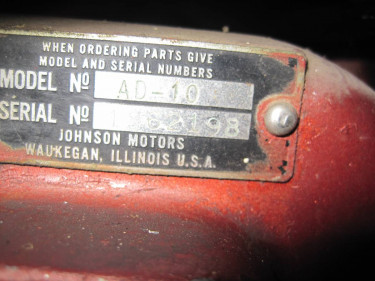 WHEN ORDERING PARTS GIVE
MODEL AND SERIAL NUMBERS
MODEL Nº AD-10
SERIAL Nº
JOHNSON MOTORS
WAUKEGAN, ILLINOIS U.S.A.